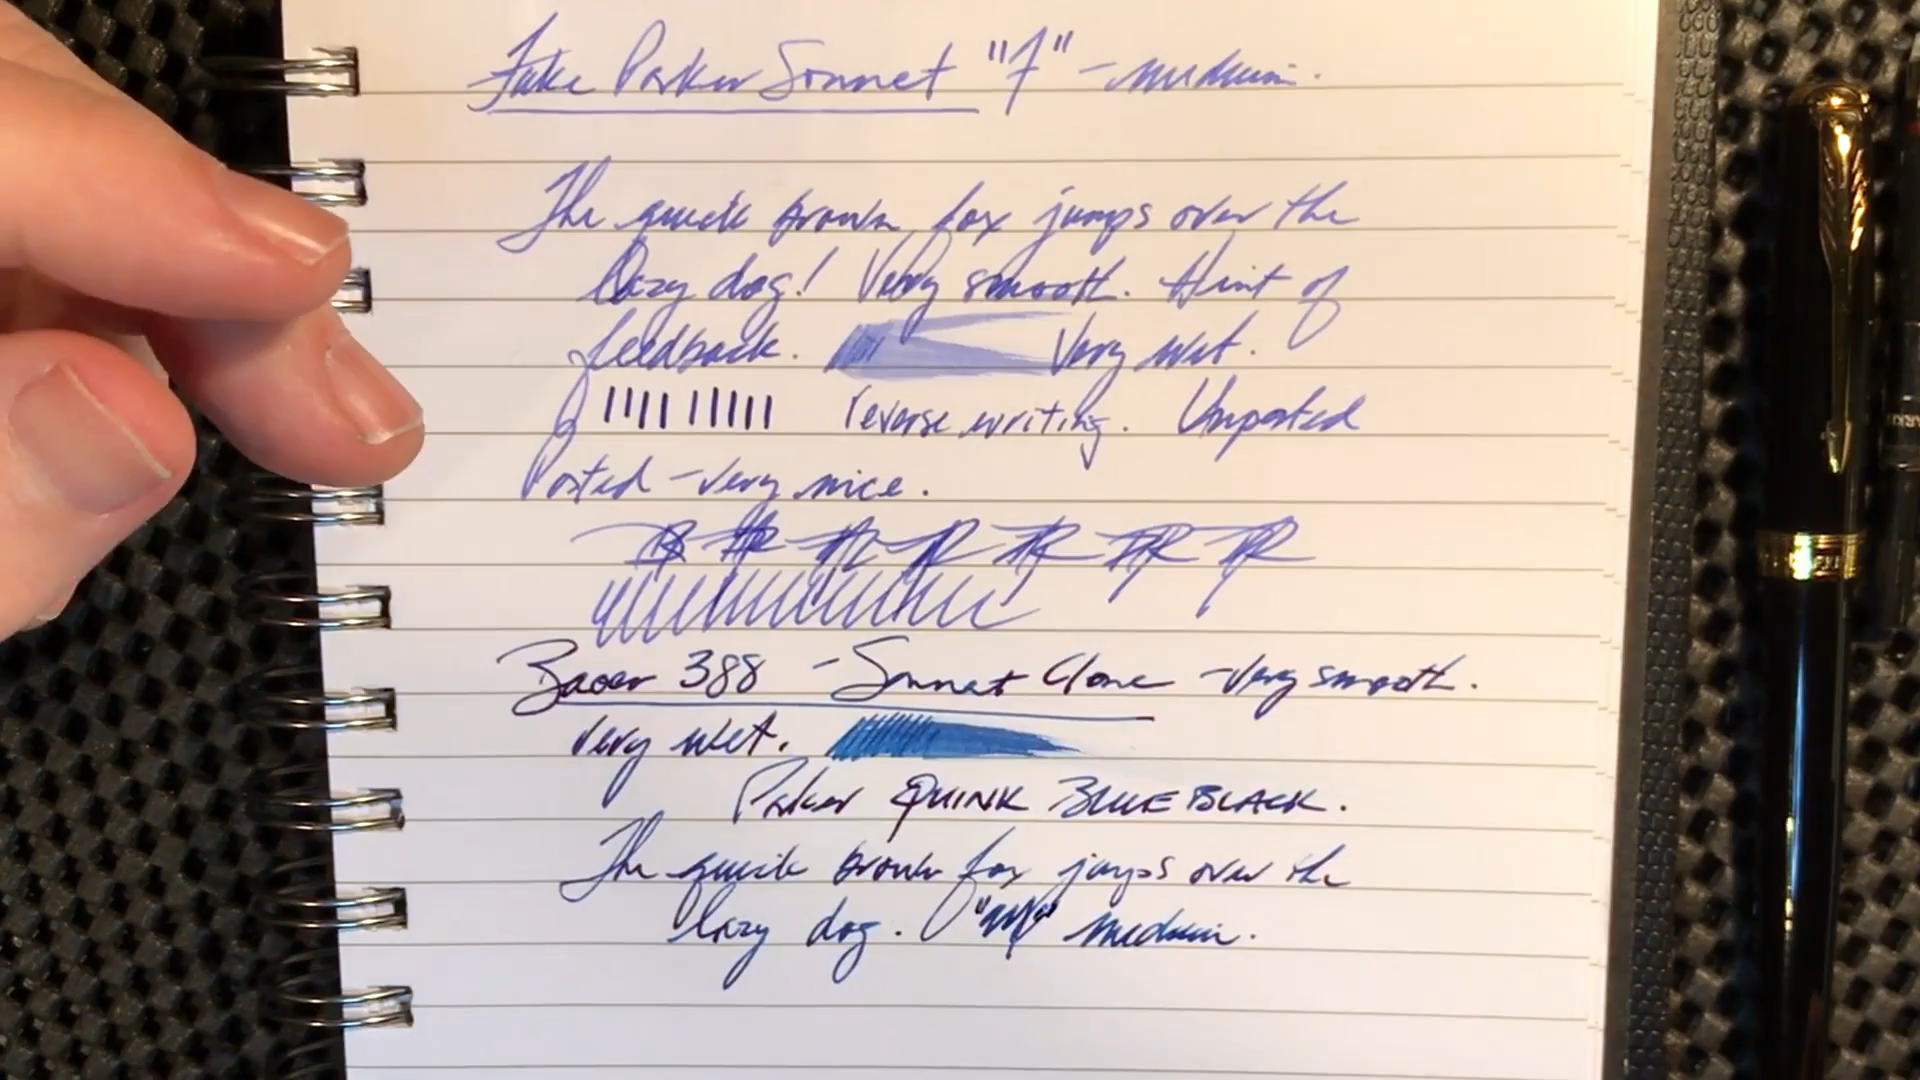 Fake Parker Sonnet "F" - medium.
The quick brown fox jumps over the
lazy dog! Very smooth. Hint of
feedback. Very wet.
reverse writing. Unposted
Posted - very nice.
Baoer 388 - Sonnet Clone - very smooth.
very wet.
Parker QUINK BLUE BLACK.
The quick brown fox jumps over the
lazy dog. "M" medium.